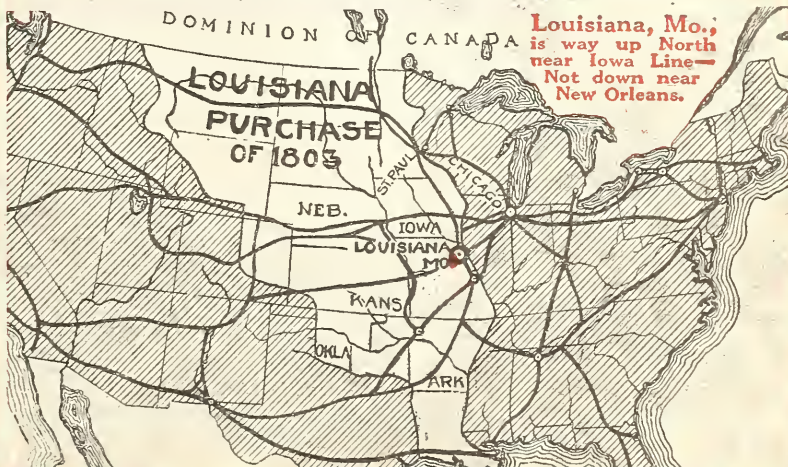 DOMINION OF CANADA
Louisiana, Mo.,
is way up North
near Iowa Line—
Not down near
New Orleans.
LOUISIANA
PURCHASE
OF 1803
ST. PAUL
CHICAGO
NEB.
IOWA
LOUISIANA
MO
KANS
OKLA
ARK